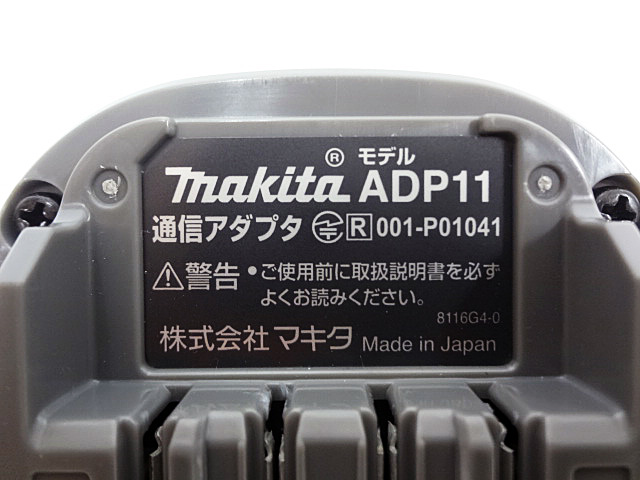 makita® モデル ADP11
通信アダプタ R 001-P01041
⚠警告 • ご使用前に取扱説明書を必ず
よくお読みください。
8116G4-0
株式会社 マキタ Made in Japan